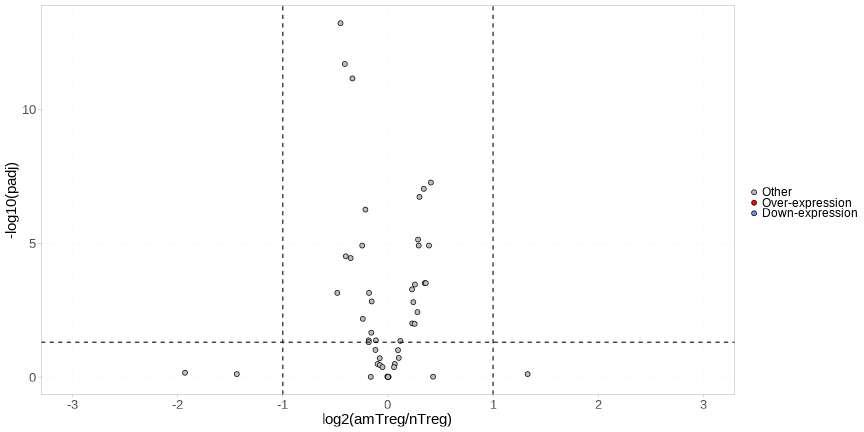 10
5
0
-log10(padj)
-3
-2
-1
0
1
2
3
log2(amTreg/nTreg)
Other
Over-expression
Down-expression